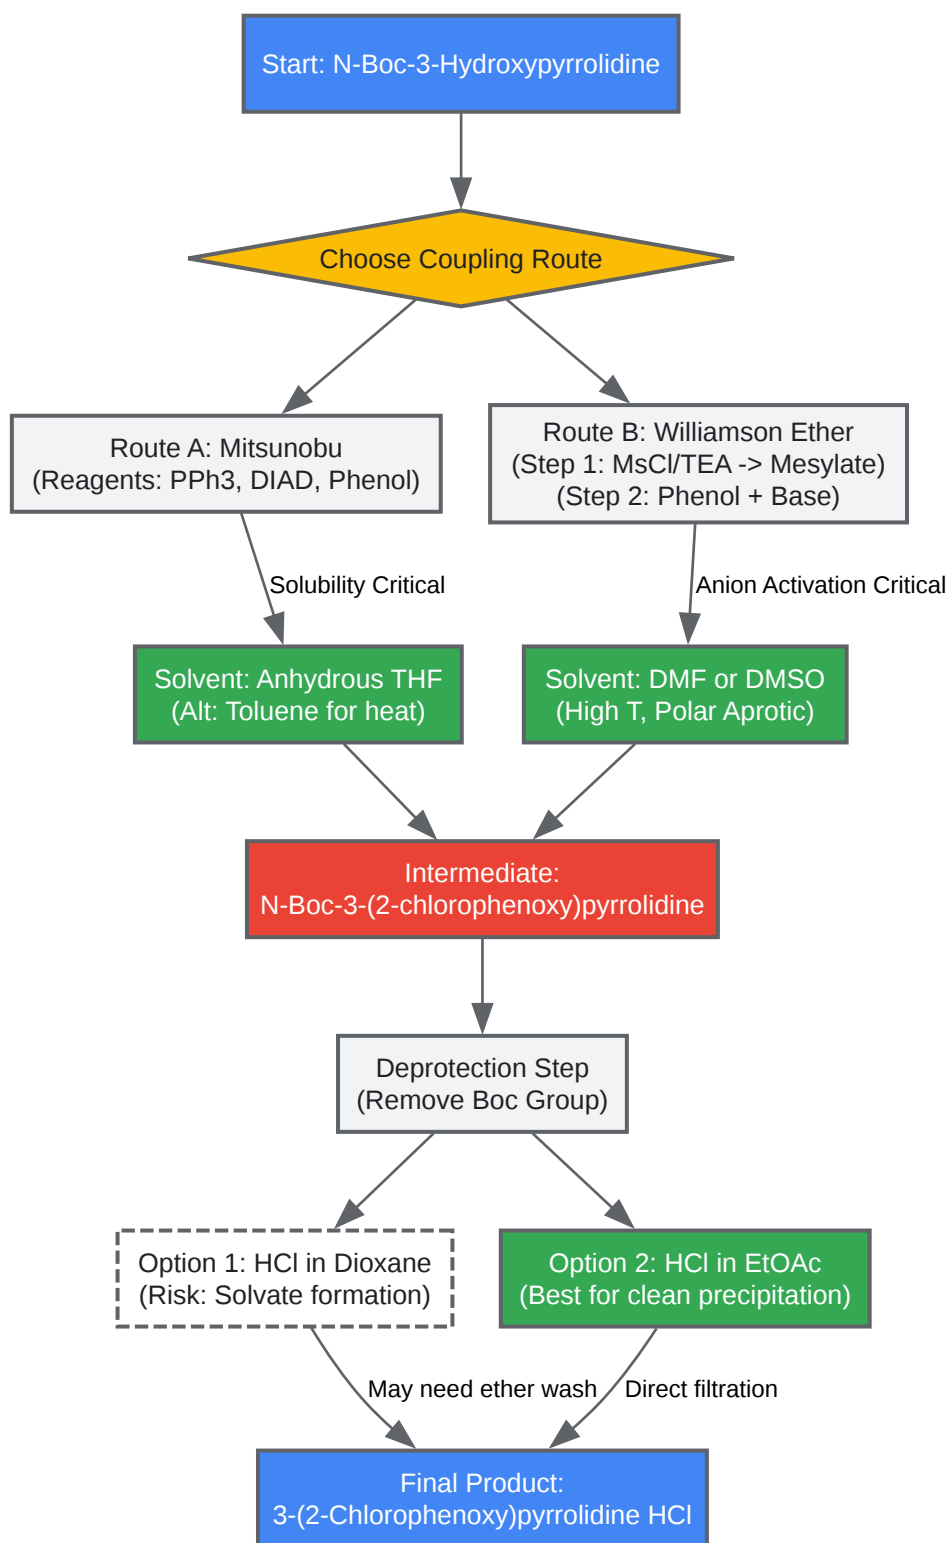 Start: N-Boc-3-Hydroxypyrrolidine
Choose Coupling Route
Route A: Mitsunobu
(Reagents: PPh3, DIAD, Phenol)
Route B: Williamson Ether
(Step 1: MsCl/TEA -> Mesylate)
(Step 2: Phenol + Base)
Solubility Critical
Anion Activation Critical
Solvent: Anhydrous THF
(Alt: Toluene for heat)
Solvent: DMF or DMSO
(High T, Polar Aprotic)
Intermediate:
N-Boc-3-(2-chlorophenoxy)pyrrolidine
Deprotection Step
(Remove Boc Group)
Option 1: HCl in Dioxane
(Risk: Solvate formation)
Option 2: HCl in EtOAc
(Best for clean precipitation)
May need ether wash
Direct filtration
Final Product:
3-(2-Chlorophenoxy)pyrrolidine HCl